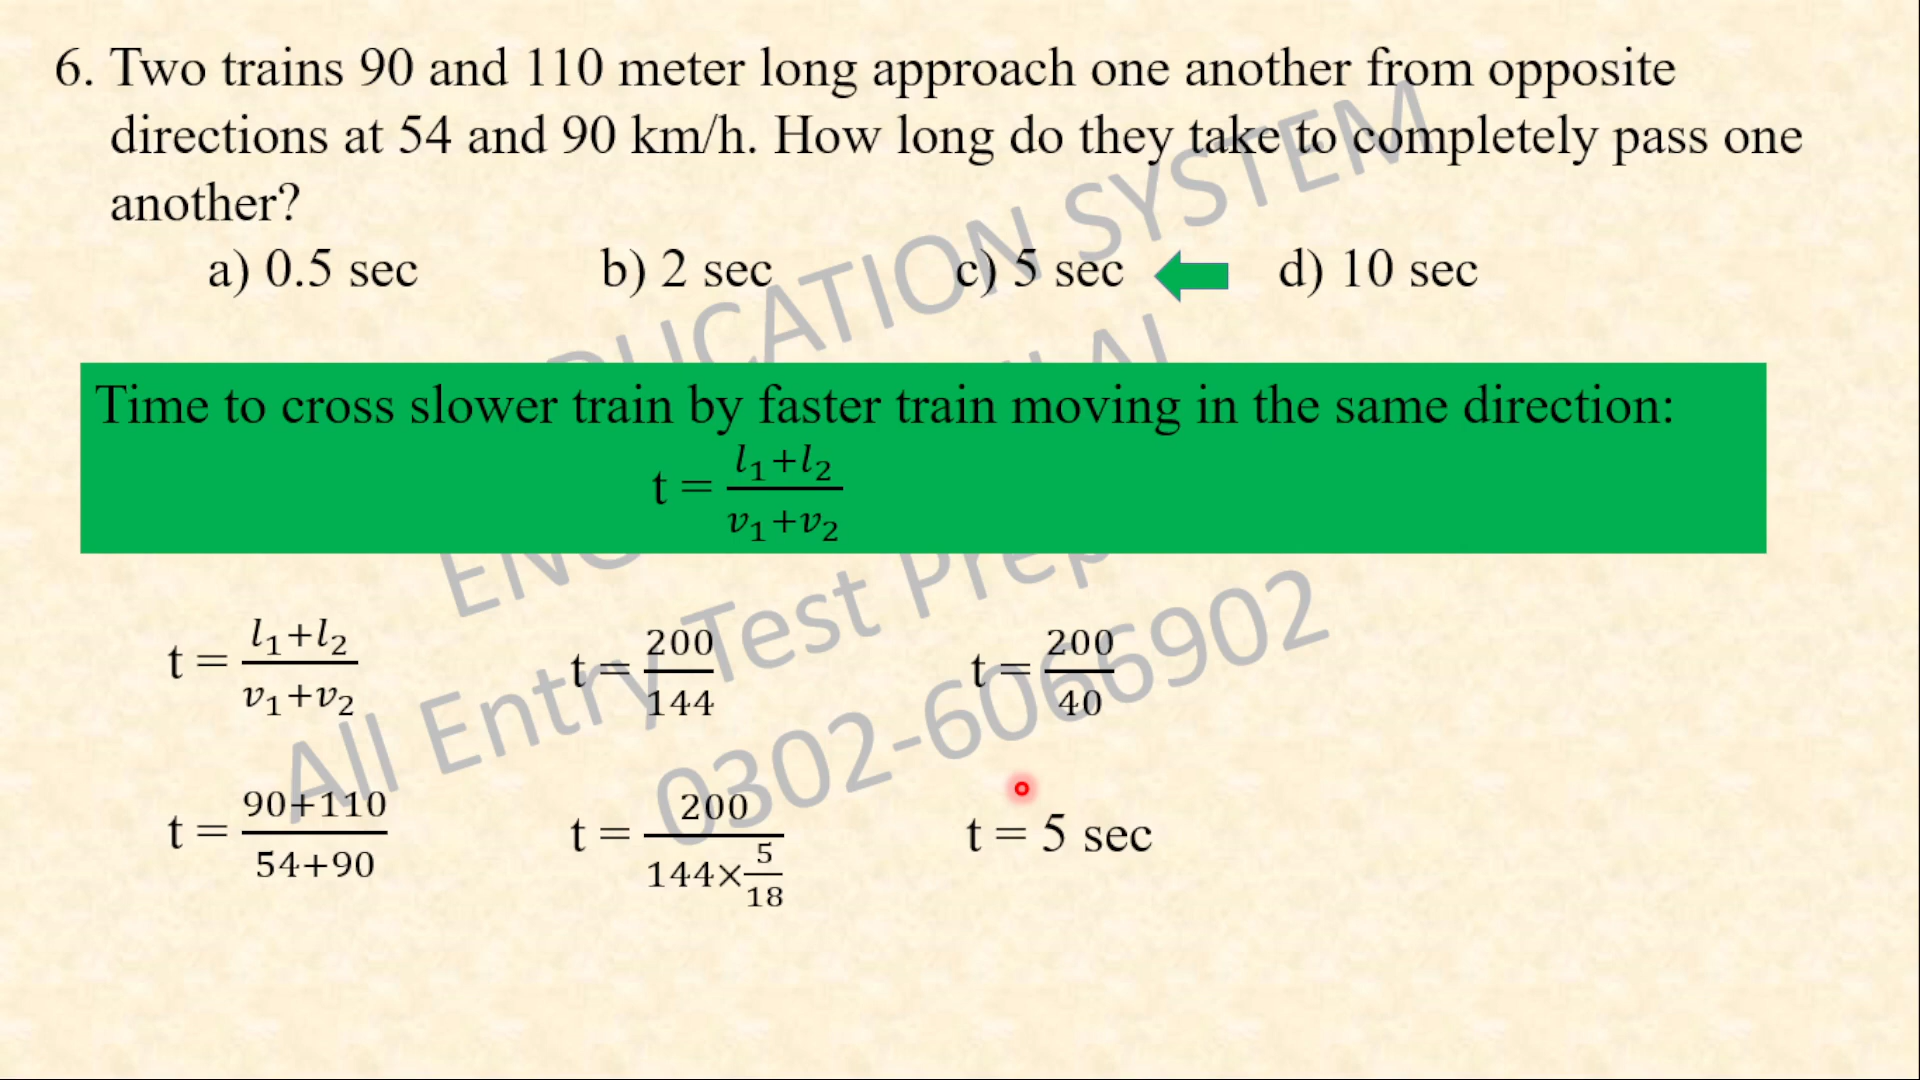 6. Two trains 90 and 110 meter long approach one another from opposite
directions at 54 and 90 km/h. How long do they take to completely pass one
another?
a) 0.5 sec b) 2 sec c) 5 sec d) 10 sec
EDUCATION SYSTEM
Time to cross slower train by faster train moving in the same direction:
t = l₁+l₂/v₁+v₂
All Entry Test
0302-6066902
t = l₁+l₂/v₁+v₂ t = 200/144 t = 200/40
t = 90+110/54+90 t = 200/144×5/18 t = 5 sec